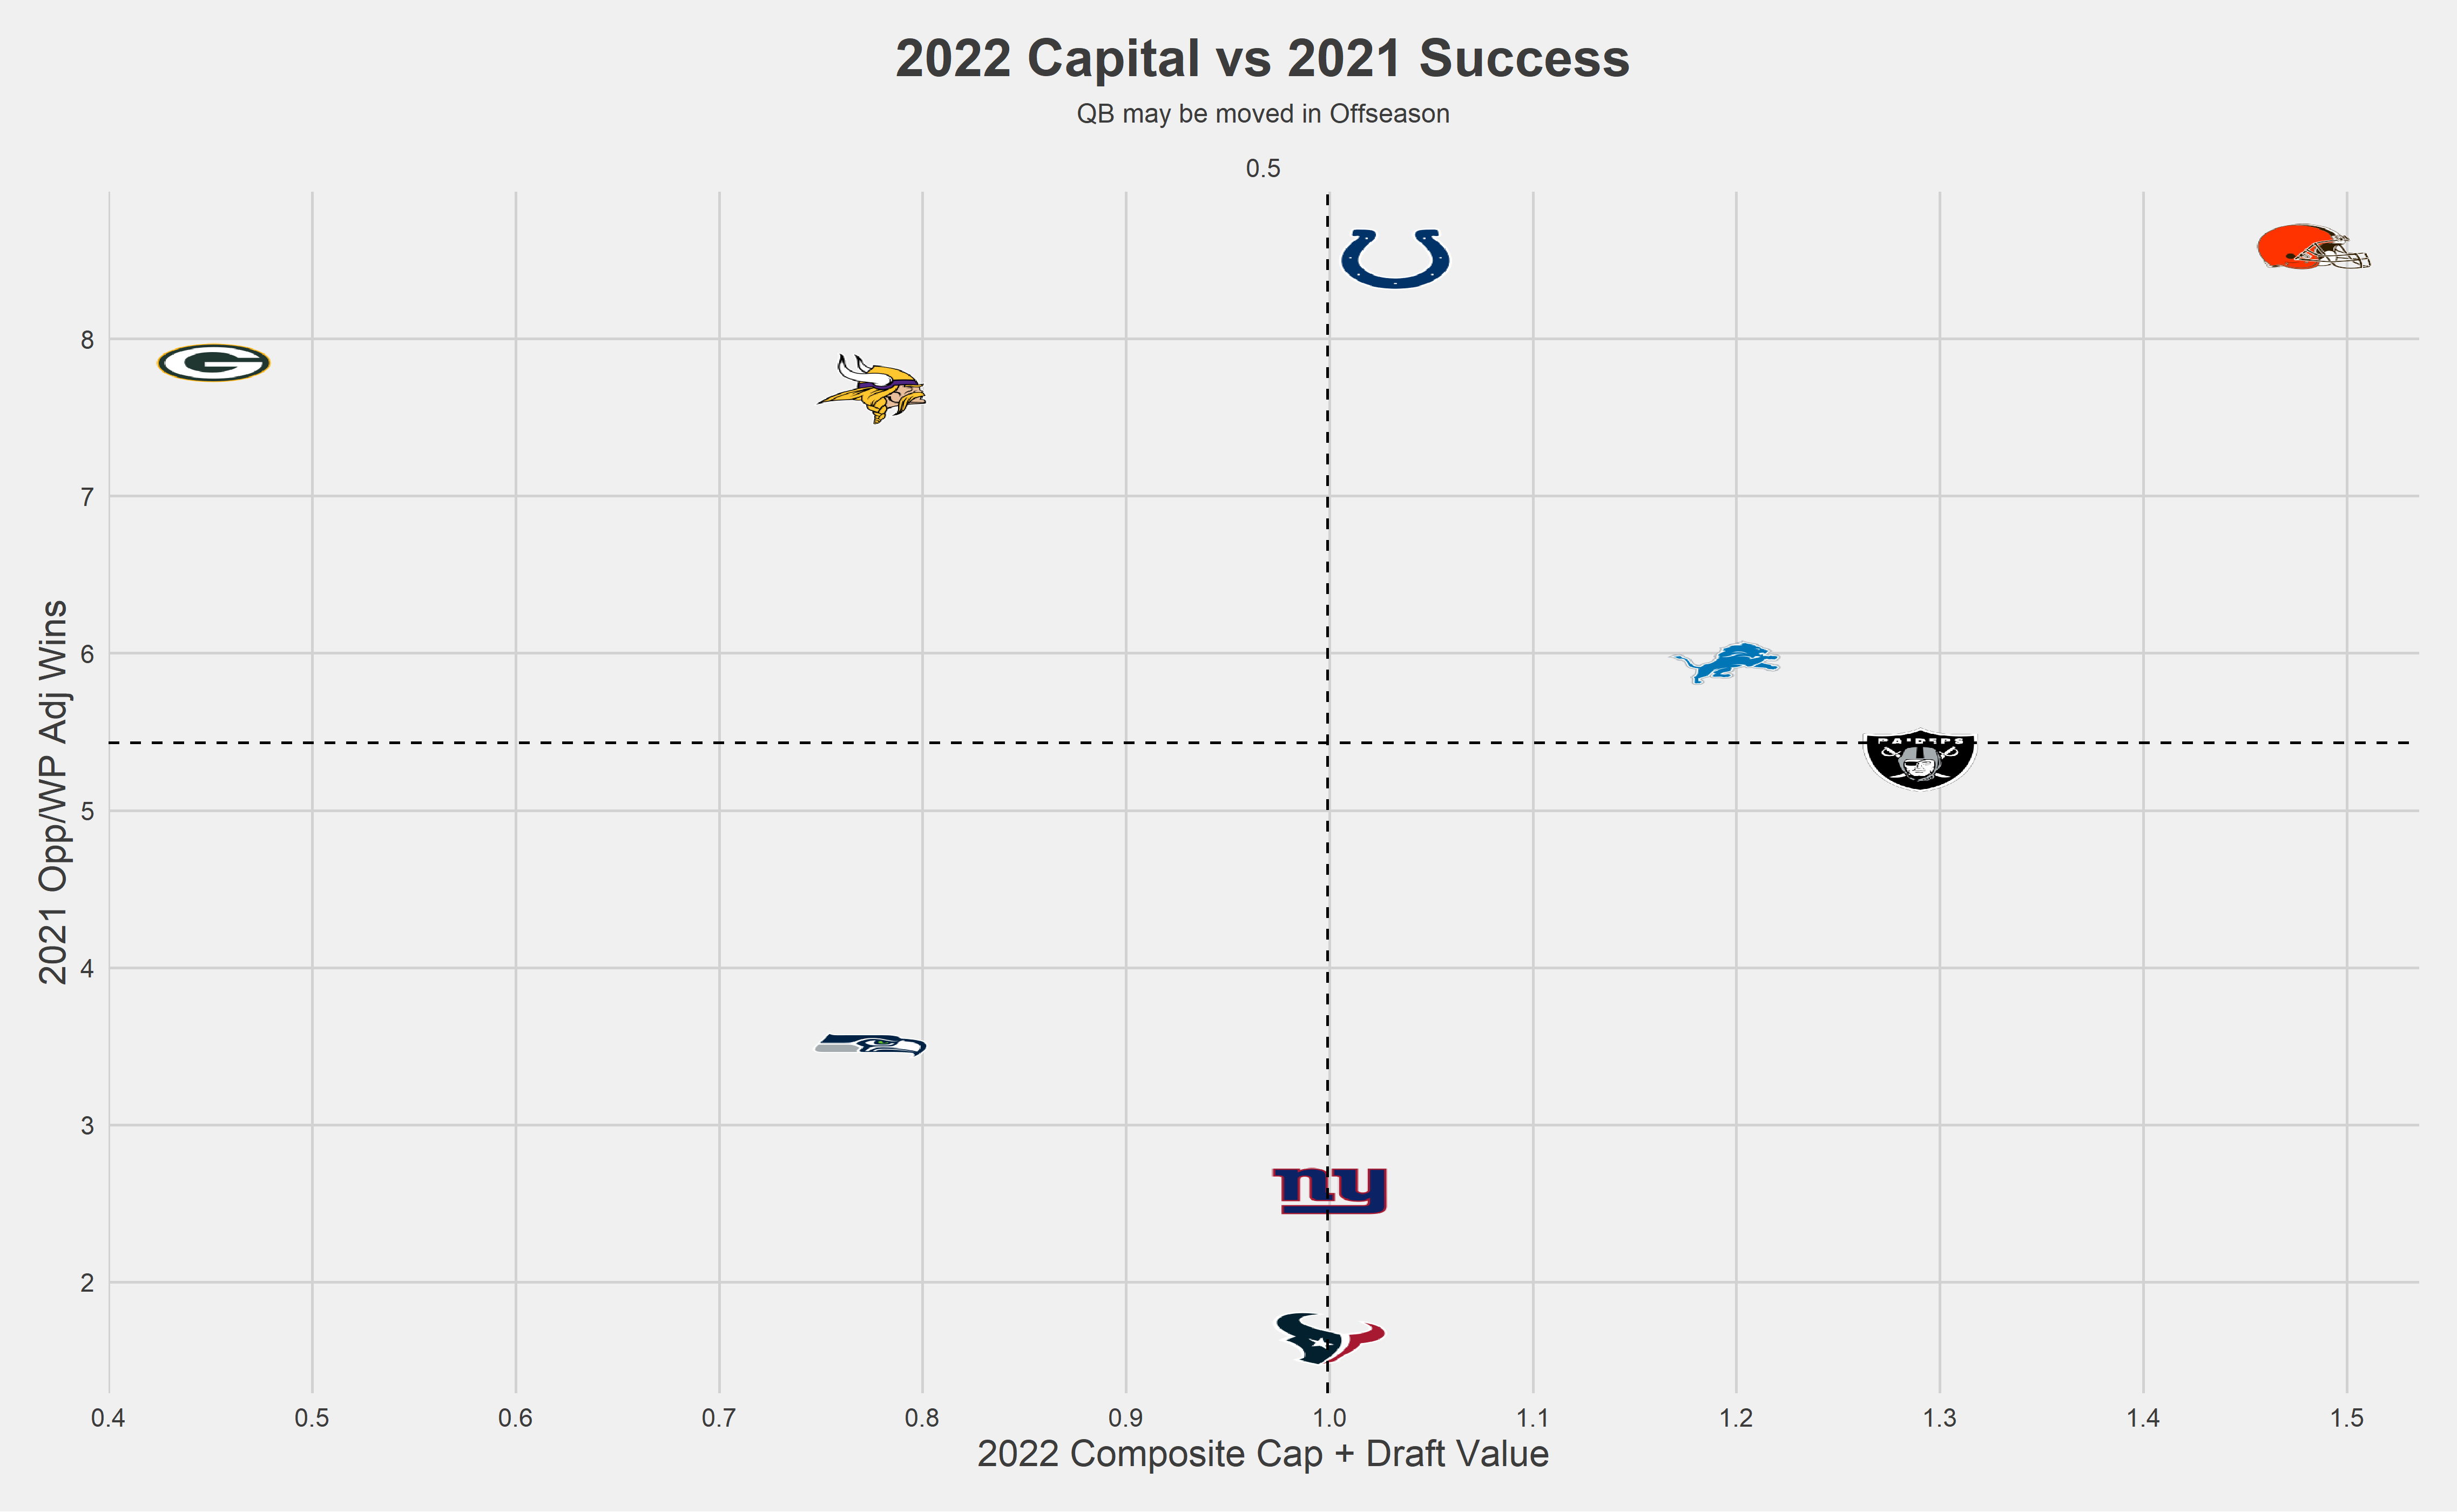 2022 Capital vs 2021 Success
QB may be moved in Offseason
0.5
2021 Opp/WP Adj Wins
8
7
6
5
4
3
2
RAIDERS
ny
0.4 0.5 0.6 0.7 0.8 0.9 1.0 1.1 1.2 1.3 1.4 1.5
2022 Composite Cap + Draft Value